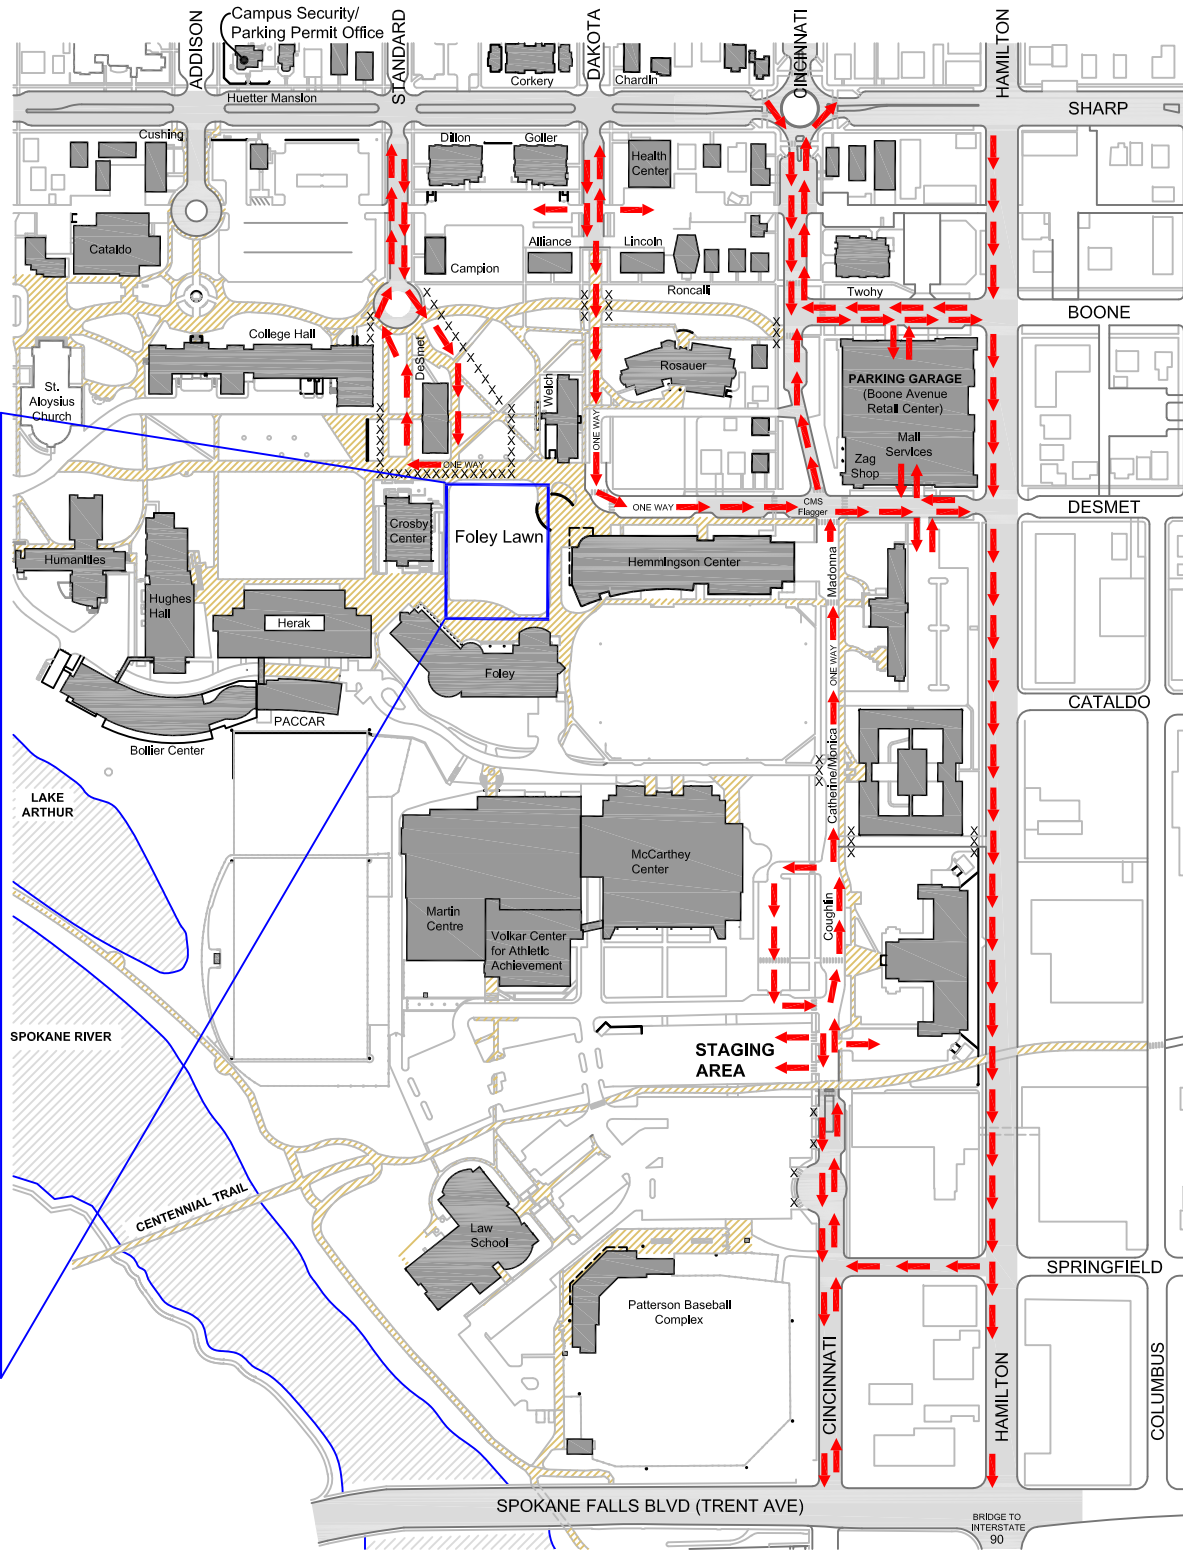 Campus Security/
Parking Permit Office
ADDISON
STANDARD
DAKOTA
CINCINNATI
HAMILTON
Corkery
Chardin
Huetter Mansion
SHARP
Cushing
Dillon
Goller
Health
Center
Cataldo
Alliance
Lincoln
Campion
Roncalli
Twohy
BOONE
College Hall
DeSmet
Welch
Rosauer
St.
Aloysius
Church
PARKING GARAGE
(Boone Avenue
Retail Center)
Mail
Services
Zag
Shop
ONE WAY
ONE WAY
ONE WAY
CMS
Flagger
DESMET
Crosby
Center
Foley Lawn
Humanities
Hemmingson Center
Madonna
Hughes
Hall
Herak
Foley
ONE WAY
CATALDO
PACCAR
Bollier Center
Catherine/Monica
LAKE
ARTHUR
McCarthey
Center
Martin
Centre
Volkar Center
for Athletic
Achievement
Coughlin
SPOKANE RIVER
STAGING
AREA
CENTENNIAL TRAIL
Law
School
SPRINGFIELD
Patterson Baseball
Complex
CINCINNATI
HAMILTON
COLUMBUS
SPOKANE FALLS BLVD (TRENT AVE)
BRIDGE TO
INTERSTATE
90